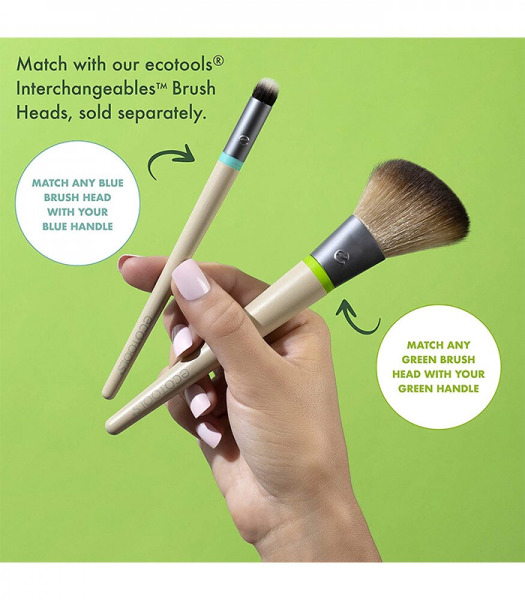 Match with our ecotools®
Interchangeables™ Brush
Heads, sold separately.
MATCH ANY BLUE
BRUSH HEAD
WITH YOUR
BLUE HANDLE
MATCH ANY
GREEN BRUSH
HEAD WITH YOUR
GREEN HANDLE
ecotools
ecotools